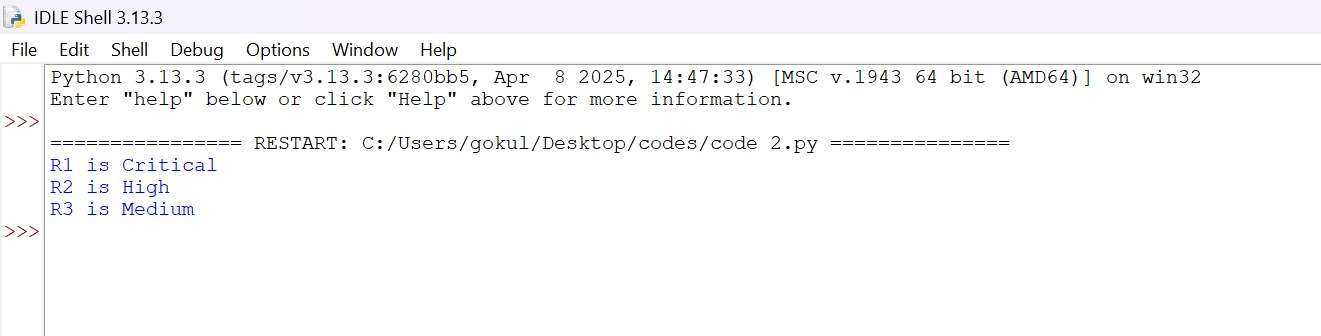 IDLE Shell 3.13.3
File Edit Shell Debug Options Window Help
Python 3.13.3 (tags/v3.13.3:6280bb5, Apr  8 2025, 14:47:33) [MSC v.1943 64 bit (AMD64)] on win32
Enter "help" below or click "Help" above for more information.
>>>
================ RESTART: C:/Users/gokul/Desktop/codes/code 2.py ===============
R1 is Critical
R2 is High
R3 is Medium
>>>